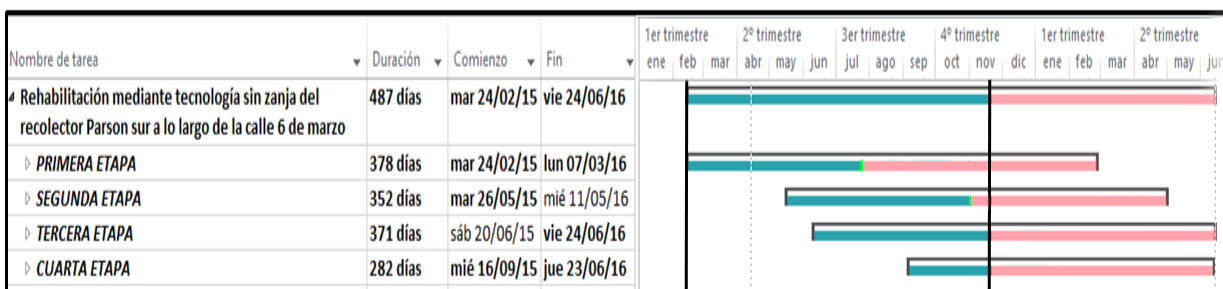 1er trimestre 2º trimestre 3er trimestre 4º trimestre 1er trimestre 2º trimestre
Nombre de tarea Duración Comienzo Fin ene feb mar abr may jun jul ago sep oct nov dic ene feb mar abr may jun
Rehabilitación mediante tecnología sin zanja del 487 días mar 24/02/15 vie 24/06/16
recolector Parson sur a lo largo de la calle 6 de marzo
PRIMERA ETAPA 378 días mar 24/02/15 lun 07/03/16
SEGUNDA ETAPA 352 días mar 26/05/15 mié 11/05/16
TERCERA ETAPA 371 días sáb 20/06/15 vie 24/06/16
CUARTA ETAPA 282 días mié 16/09/15 jue 23/06/16